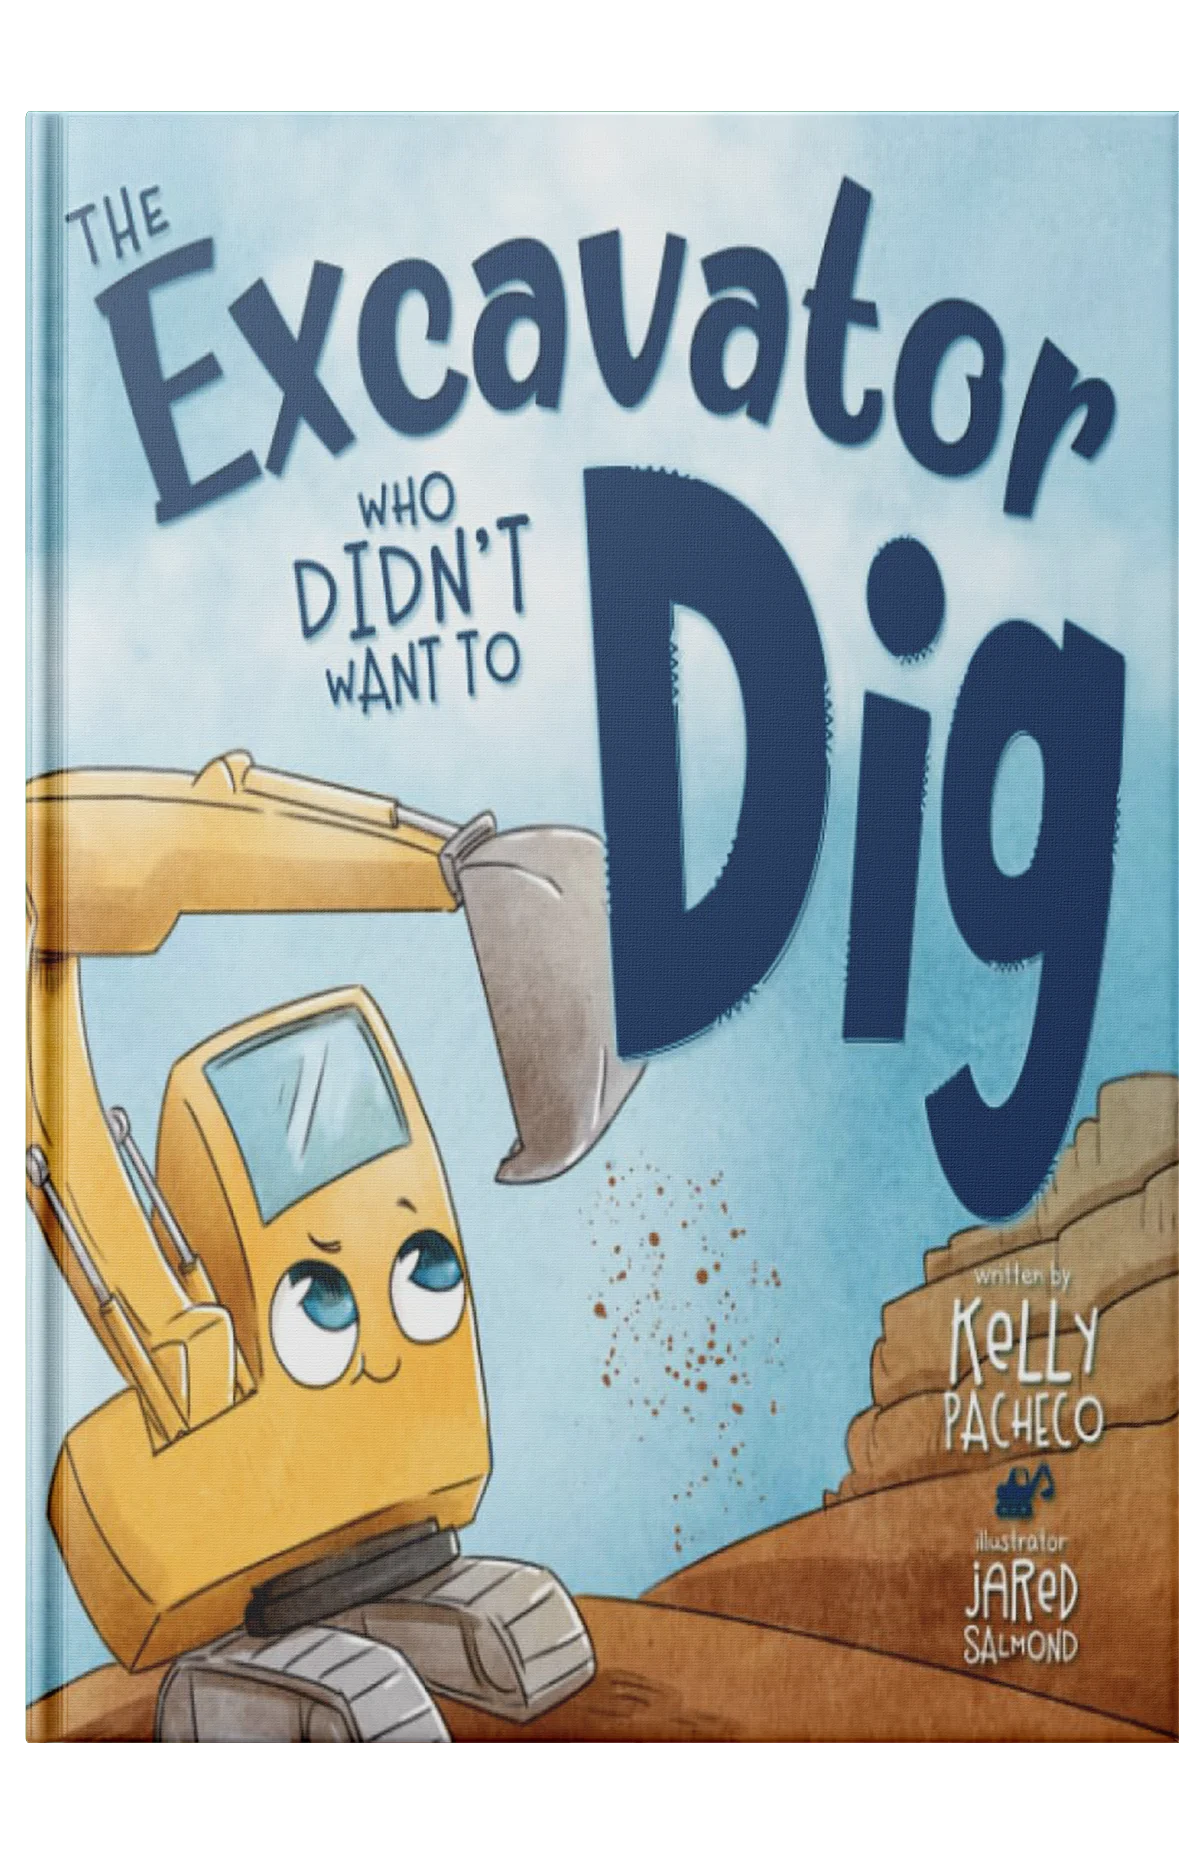 THE
Excavator
WHO
DIDN'T
WANT TO
Dig
written by
KeLLY
PACHECO
illustrator
jAReD
SALMOND